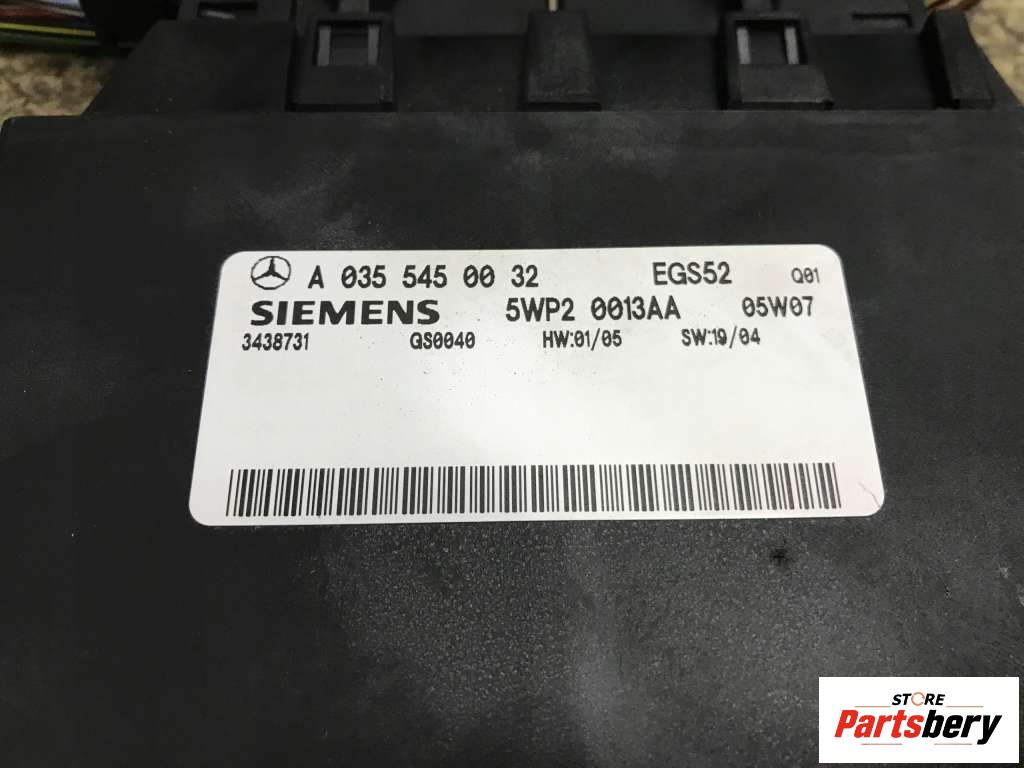 A 035 545 00 32 EGS52 Q01
SIEMENS 5WP2 0013AA 05W07
3438731 QS0040 HW:01/05 SW:19/04
STORE
Partsbery